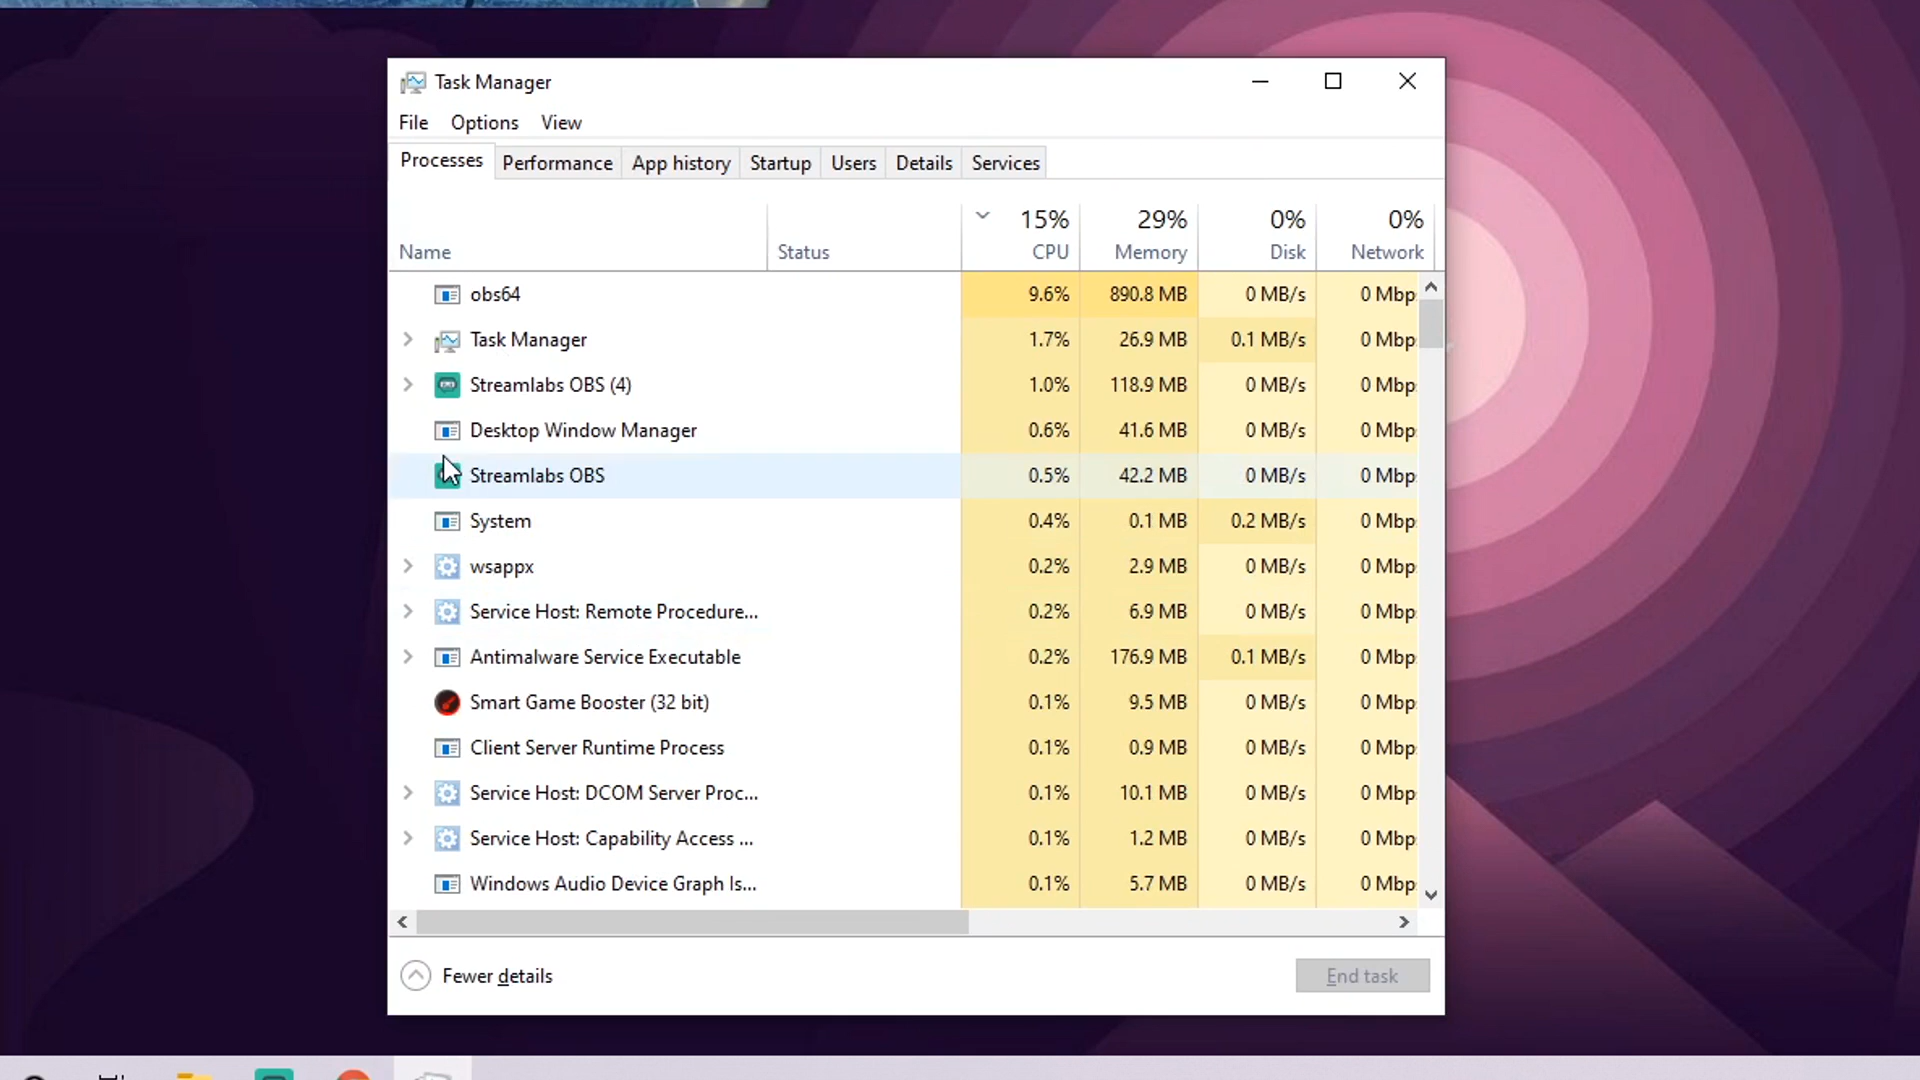 Task Manager
File Options View
Processes Performance App history Startup Users Details Services
15% 29% 0% 0%
Name Status CPU Memory Disk Network
obs64 9.6% 890.8 MB 0 MB/s 0 Mbp
Task Manager 1.7% 26.9 MB 0.1 MB/s 0 Mbp
Streamlabs OBS (4) 1.0% 118.9 MB 0 MB/s 0 Mbp
Desktop Window Manager 0.6% 41.6 MB 0 MB/s 0 Mbp
Streamlabs OBS 0.5% 42.2 MB 0 MB/s 0 Mbp
System 0.4% 0.1 MB 0.2 MB/s 0 Mbp
wsappx 0.2% 2.9 MB 0 MB/s 0 Mbp
Service Host: Remote Procedure... 0.2% 6.9 MB 0 MB/s 0 Mbp
Antimalware Service Executable 0.2% 176.9 MB 0.1 MB/s 0 Mbp
Smart Game Booster (32 bit) 0.1% 9.5 MB 0 MB/s 0 Mbp
Client Server Runtime Process 0.1% 0.9 MB 0 MB/s 0 Mbp
Service Host: DCOM Server Proc... 0.1% 10.1 MB 0 MB/s 0 Mbp
Service Host: Capability Access ... 0.1% 1.2 MB 0 MB/s 0 Mbp
Windows Audio Device Graph Is... 0.1% 5.7 MB 0 MB/s 0 Mbp
Fewer details End task